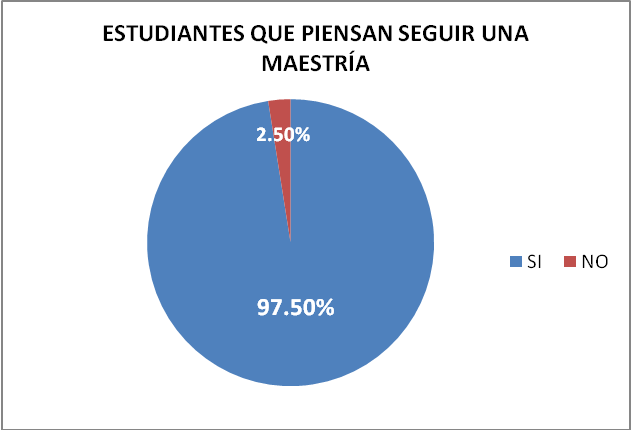 ESTUDIANTES QUE PIENSAN SEGUIR UNA
MAESTRÍA
2.50%
97.50%
SI
NO